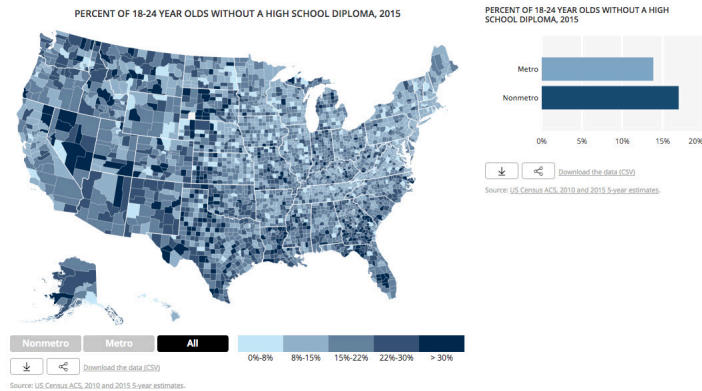 PERCENT OF 18-24 YEAR OLDS WITHOUT A HIGH SCHOOL DIPLOMA, 2015
Nonmetro Metro All
0%-8% 8%-15% 15%-22% 22%-30% > 30%
Download the data (CSV)
Source: US Census ACS, 2010 and 2015 5-year estimates.
PERCENT OF 18-24 YEAR OLDS WITHOUT A HIGH
SCHOOL DIPLOMA, 2015
Metro
Nonmetro
0% 5% 10% 15% 20%
Download the data (CSV)
Source: US Census ACS, 2010 and 2015 5-year estimates.